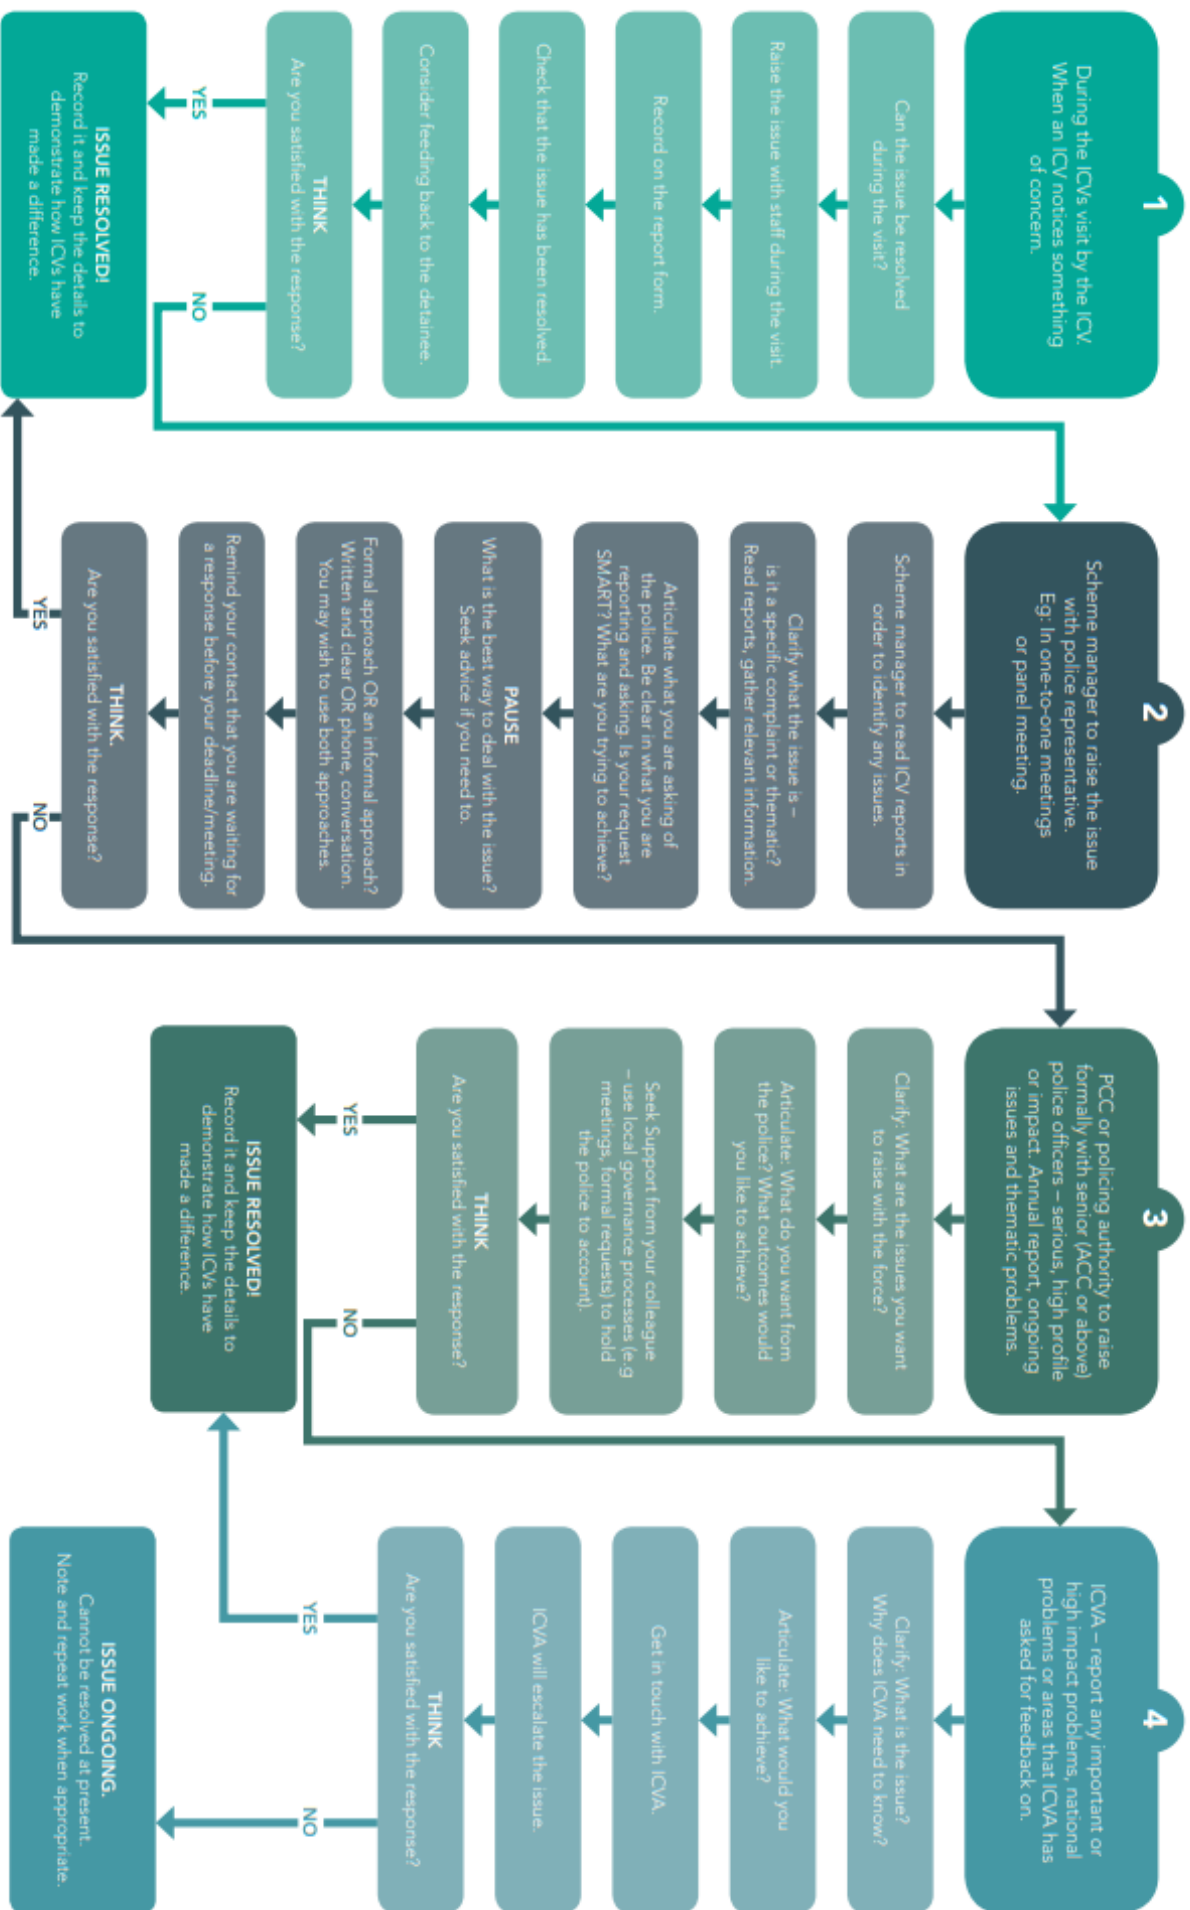 1
During the ICVs visit by the ICV.
When an ICV notices something
of concern.
Can the issue be resolved
during the visit?
Raise the issue with staff during the visit.
Record on the report form.
Check that the issue has been resolved.
Consider feeding back to the detainee.
THINK
Are you satisfied with the response?
YES
NO
ISSUE RESOLVED!
Record it and keep the details to
demonstrate how ICVs have
made a difference.
2
Scheme manager to raise the issue
with police representative.
Eg: In one-to-one meetings
or panel meeting.
Scheme manager to read ICV reports in
order to identify any issues.
Clarify what the issue is –
is it a specific complaint or thematic?
Read reports, gather relevant information.
Articulate what you are asking of
the police. Be clear in what you are
reporting and asking. Is your request
SMART? What are you trying to achieve?
PAUSE
What is the best way to deal with the issue?
Seek advice if you need to.
Formal approach OR an informal approach?
Written and clear OR phone, conversation.
You may wish to use both approaches.
Remind your contact that you are waiting for
a response before your deadline/meeting.
THINK.
Are you satisfied with the response?
YES
NO
3
PCC or policing authority to raise
formally with senior (ACC or above)
police officers – serious, high profile
or impact. Annual report, ongoing
issues and thematic problems.
Clarify: What are the issues you want
to raise with the force?
Articulate: What do you want from
the police? What outcomes would
you like to achieve?
Seek Support from your colleague
– use local governance processes (e.g
meetings, formal requests) to hold
the police to account).
THINK
Are you satisfied with the response?
YES
NO
ISSUE RESOLVED!
Record it and keep the details to
demonstrate how ICVs have
made a difference.
4
ICVA – report any important or
high impact problems, national
problems or areas that ICVA has
asked for feedback on.
Clarify: What is the issue?
Why does ICVA need to know?
Articulate: What would you
like to achieve?
Get in touch with ICVA.
ICVA will escalate the issue.
THINK
Are you satisfied with the response?
YES
NO
ISSUE ONGOING.
Cannot be resolved at present.
Note and repeat work when appropriate.